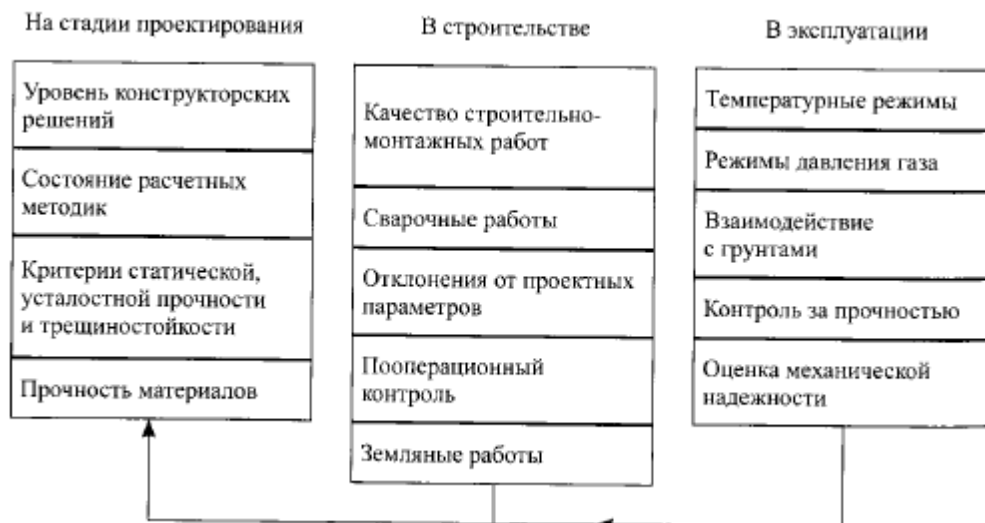 На стадии проектирования
Уровень конструкторских
решений
Состояние расчетных
методик
Критерии статической,
усталостной прочности
и трещиностойкости
Прочность материалов
В строительстве
Качество строительно-
монтажных работ
Сварочные работы
Отклонения от проектных
параметров
Пооперационный
контроль
Земляные работы
В эксплуатации
Температурные режимы
Режимы давления газа
Взаимодействие
с грунтами
Контроль за прочностью
Оценка механической
надежности